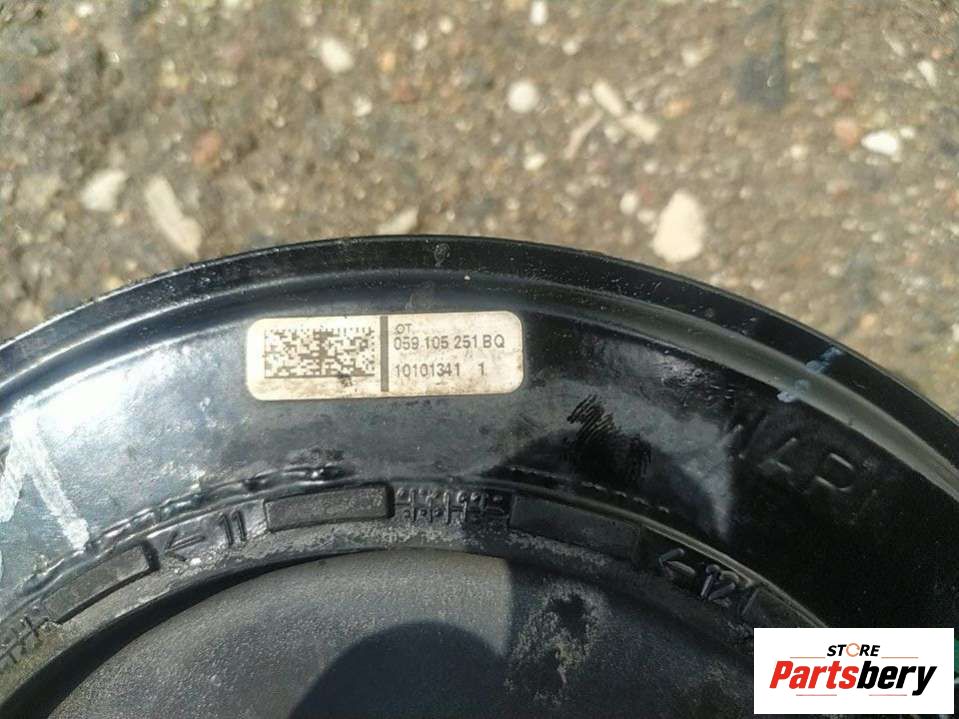 OT
059 105 251 BQ
10101341 1
<-11
<-12
STORE
Partsbery